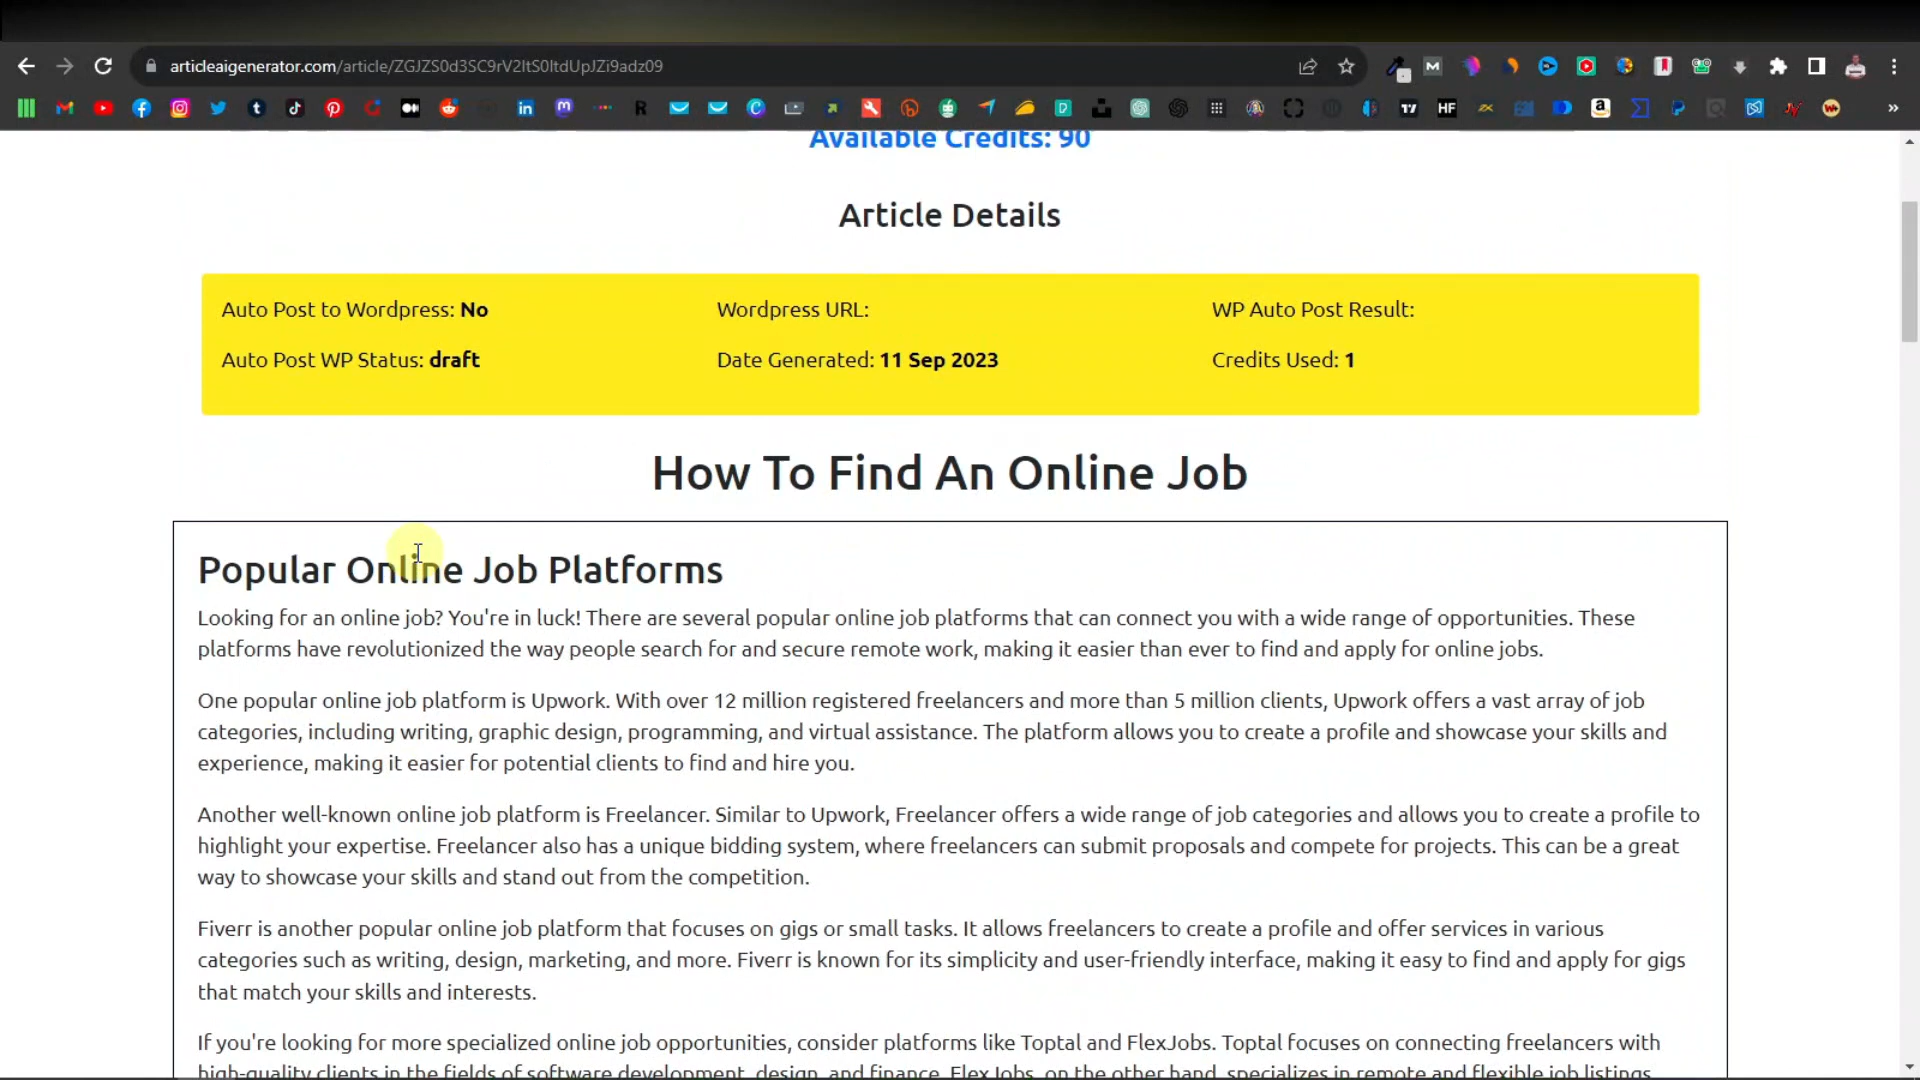 articleaigenerator.com/article/ZGJZS0d3SC9rV2ltS0ltdUpJZi9adz09
Available Credits: 90
Article Details
Auto Post to Wordpress: No
Wordpress URL:
WP Auto Post Result:
Auto Post WP Status: draft
Date Generated: 11 Sep 2023
Credits Used: 1
How To Find An Online Job
Popular Online Job Platforms
Looking for an online job? You're in luck! There are several popular online job platforms that can connect you with a wide range of opportunities. These
platforms have revolutionized the way people search for and secure remote work, making it easier than ever to find and apply for online jobs.
One popular online job platform is Upwork. With over 12 million registered freelancers and more than 5 million clients, Upwork offers a vast array of job
categories, including writing, graphic design, programming, and virtual assistance. The platform allows you to create a profile and showcase your skills and
experience, making it easier for potential clients to find and hire you.
Another well-known online job platform is Freelancer. Similar to Upwork, Freelancer offers a wide range of job categories and allows you to create a profile to
highlight your expertise. Freelancer also has a unique bidding system, where freelancers can submit proposals and compete for projects. This can be a great
way to showcase your skills and stand out from the competition.
Fiverr is another popular online job platform that focuses on gigs or small tasks. It allows freelancers to create a profile and offer services in various
categories such as writing, design, marketing, and more. Fiverr is known for its simplicity and user-friendly interface, making it easy to find and apply for gigs
that match your skills and interests.
If you're looking for more specialized online job opportunities, consider platforms like Toptal and FlexJobs. Toptal focuses on connecting freelancers with
high-quality clients in the fields of software development, design, and finance. FlexJobs, on the other hand, specializes in remote and flexible job listings